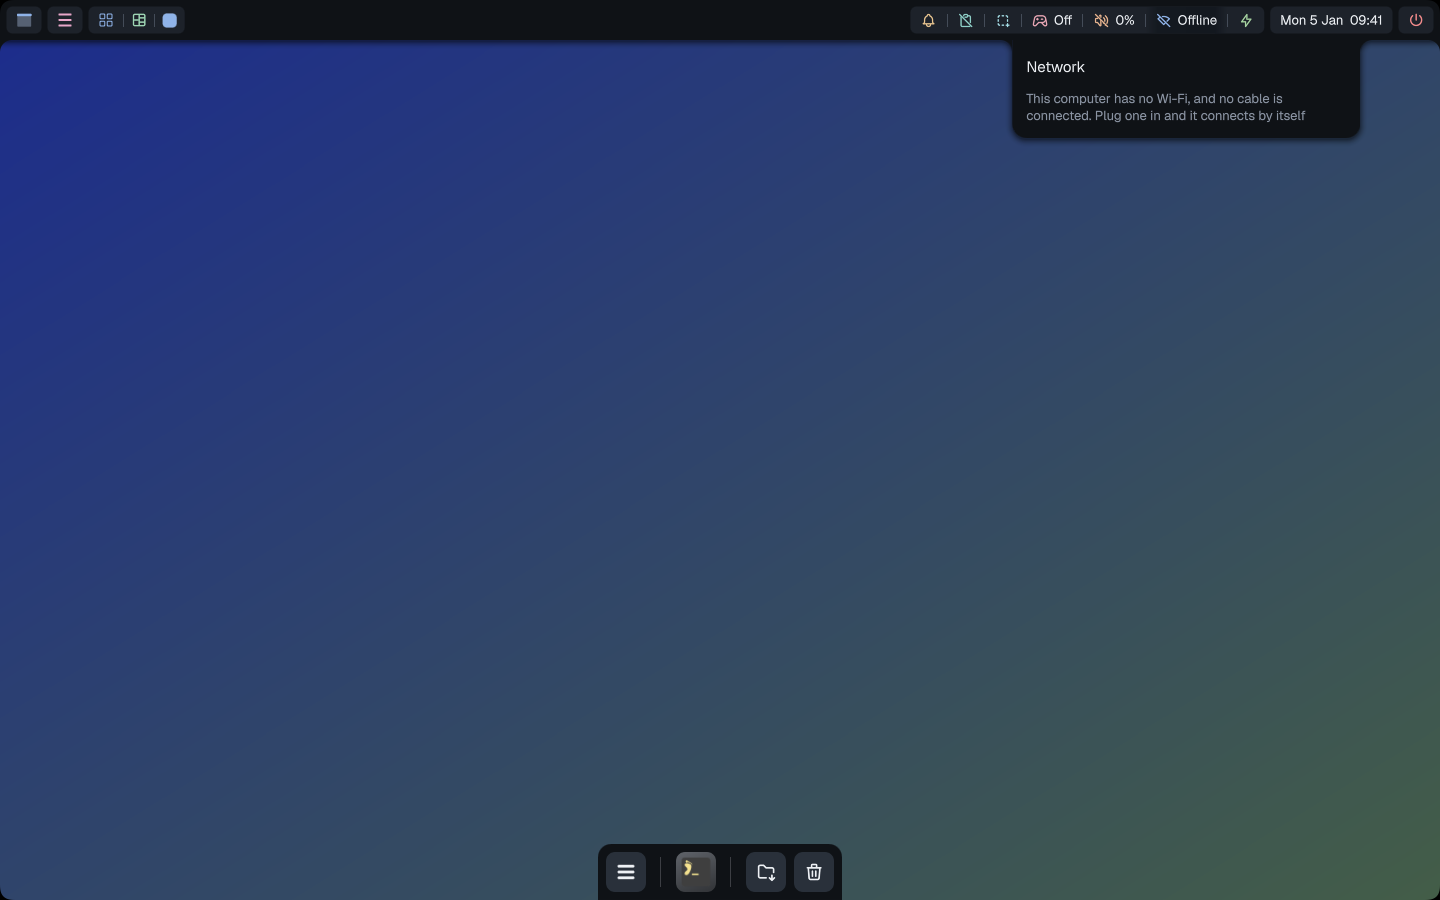 Off
0%
Offline
Mon 5 Jan 09:41
Network
This computer has no Wi-Fi, and no cable is
connected. Plug one in and it connects by itself